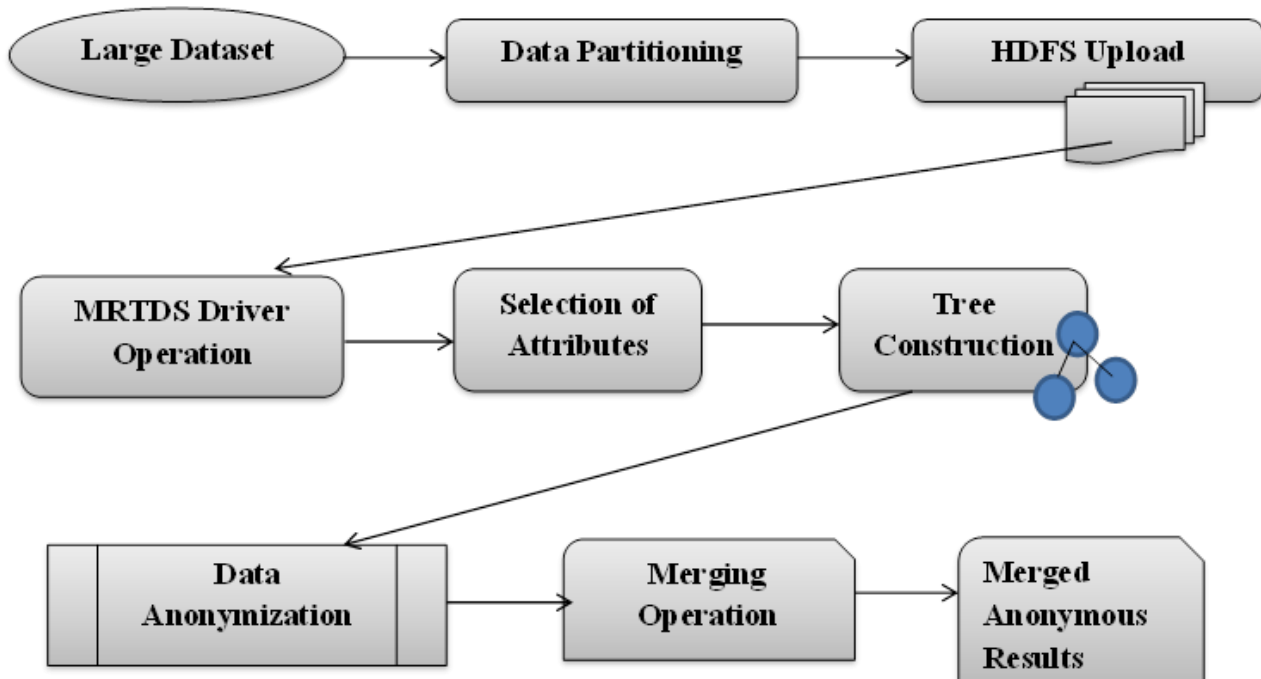 Large Dataset
Data Partitioning
HDFS Upload
MRTDS Driver
Operation
Selection of
Attributes
Tree
Construction
Data
Anonymization
Merging
Operation
Merged
Anonymous
Results